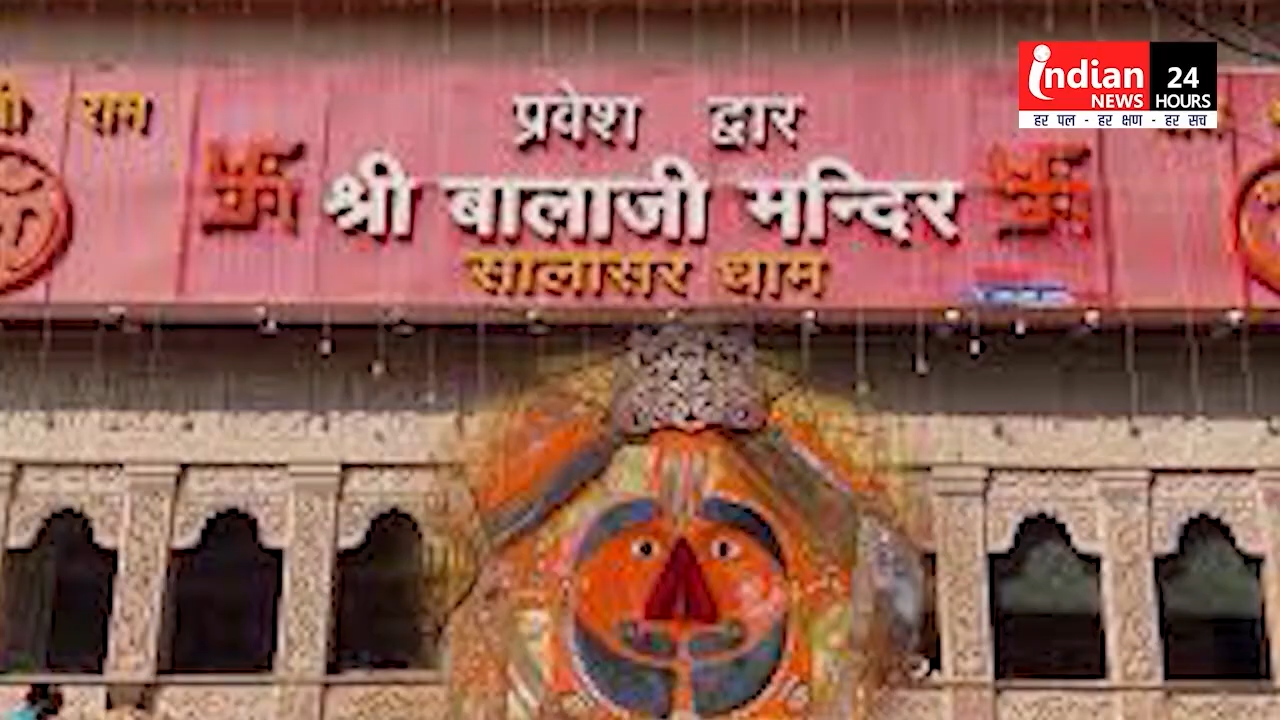 indian
NEWS
24
HOURS
हर पल - हर क्षण - हर सच
राम
प्रवेश द्वार
श्री बालाजी मन्दिर
सालासर धाम